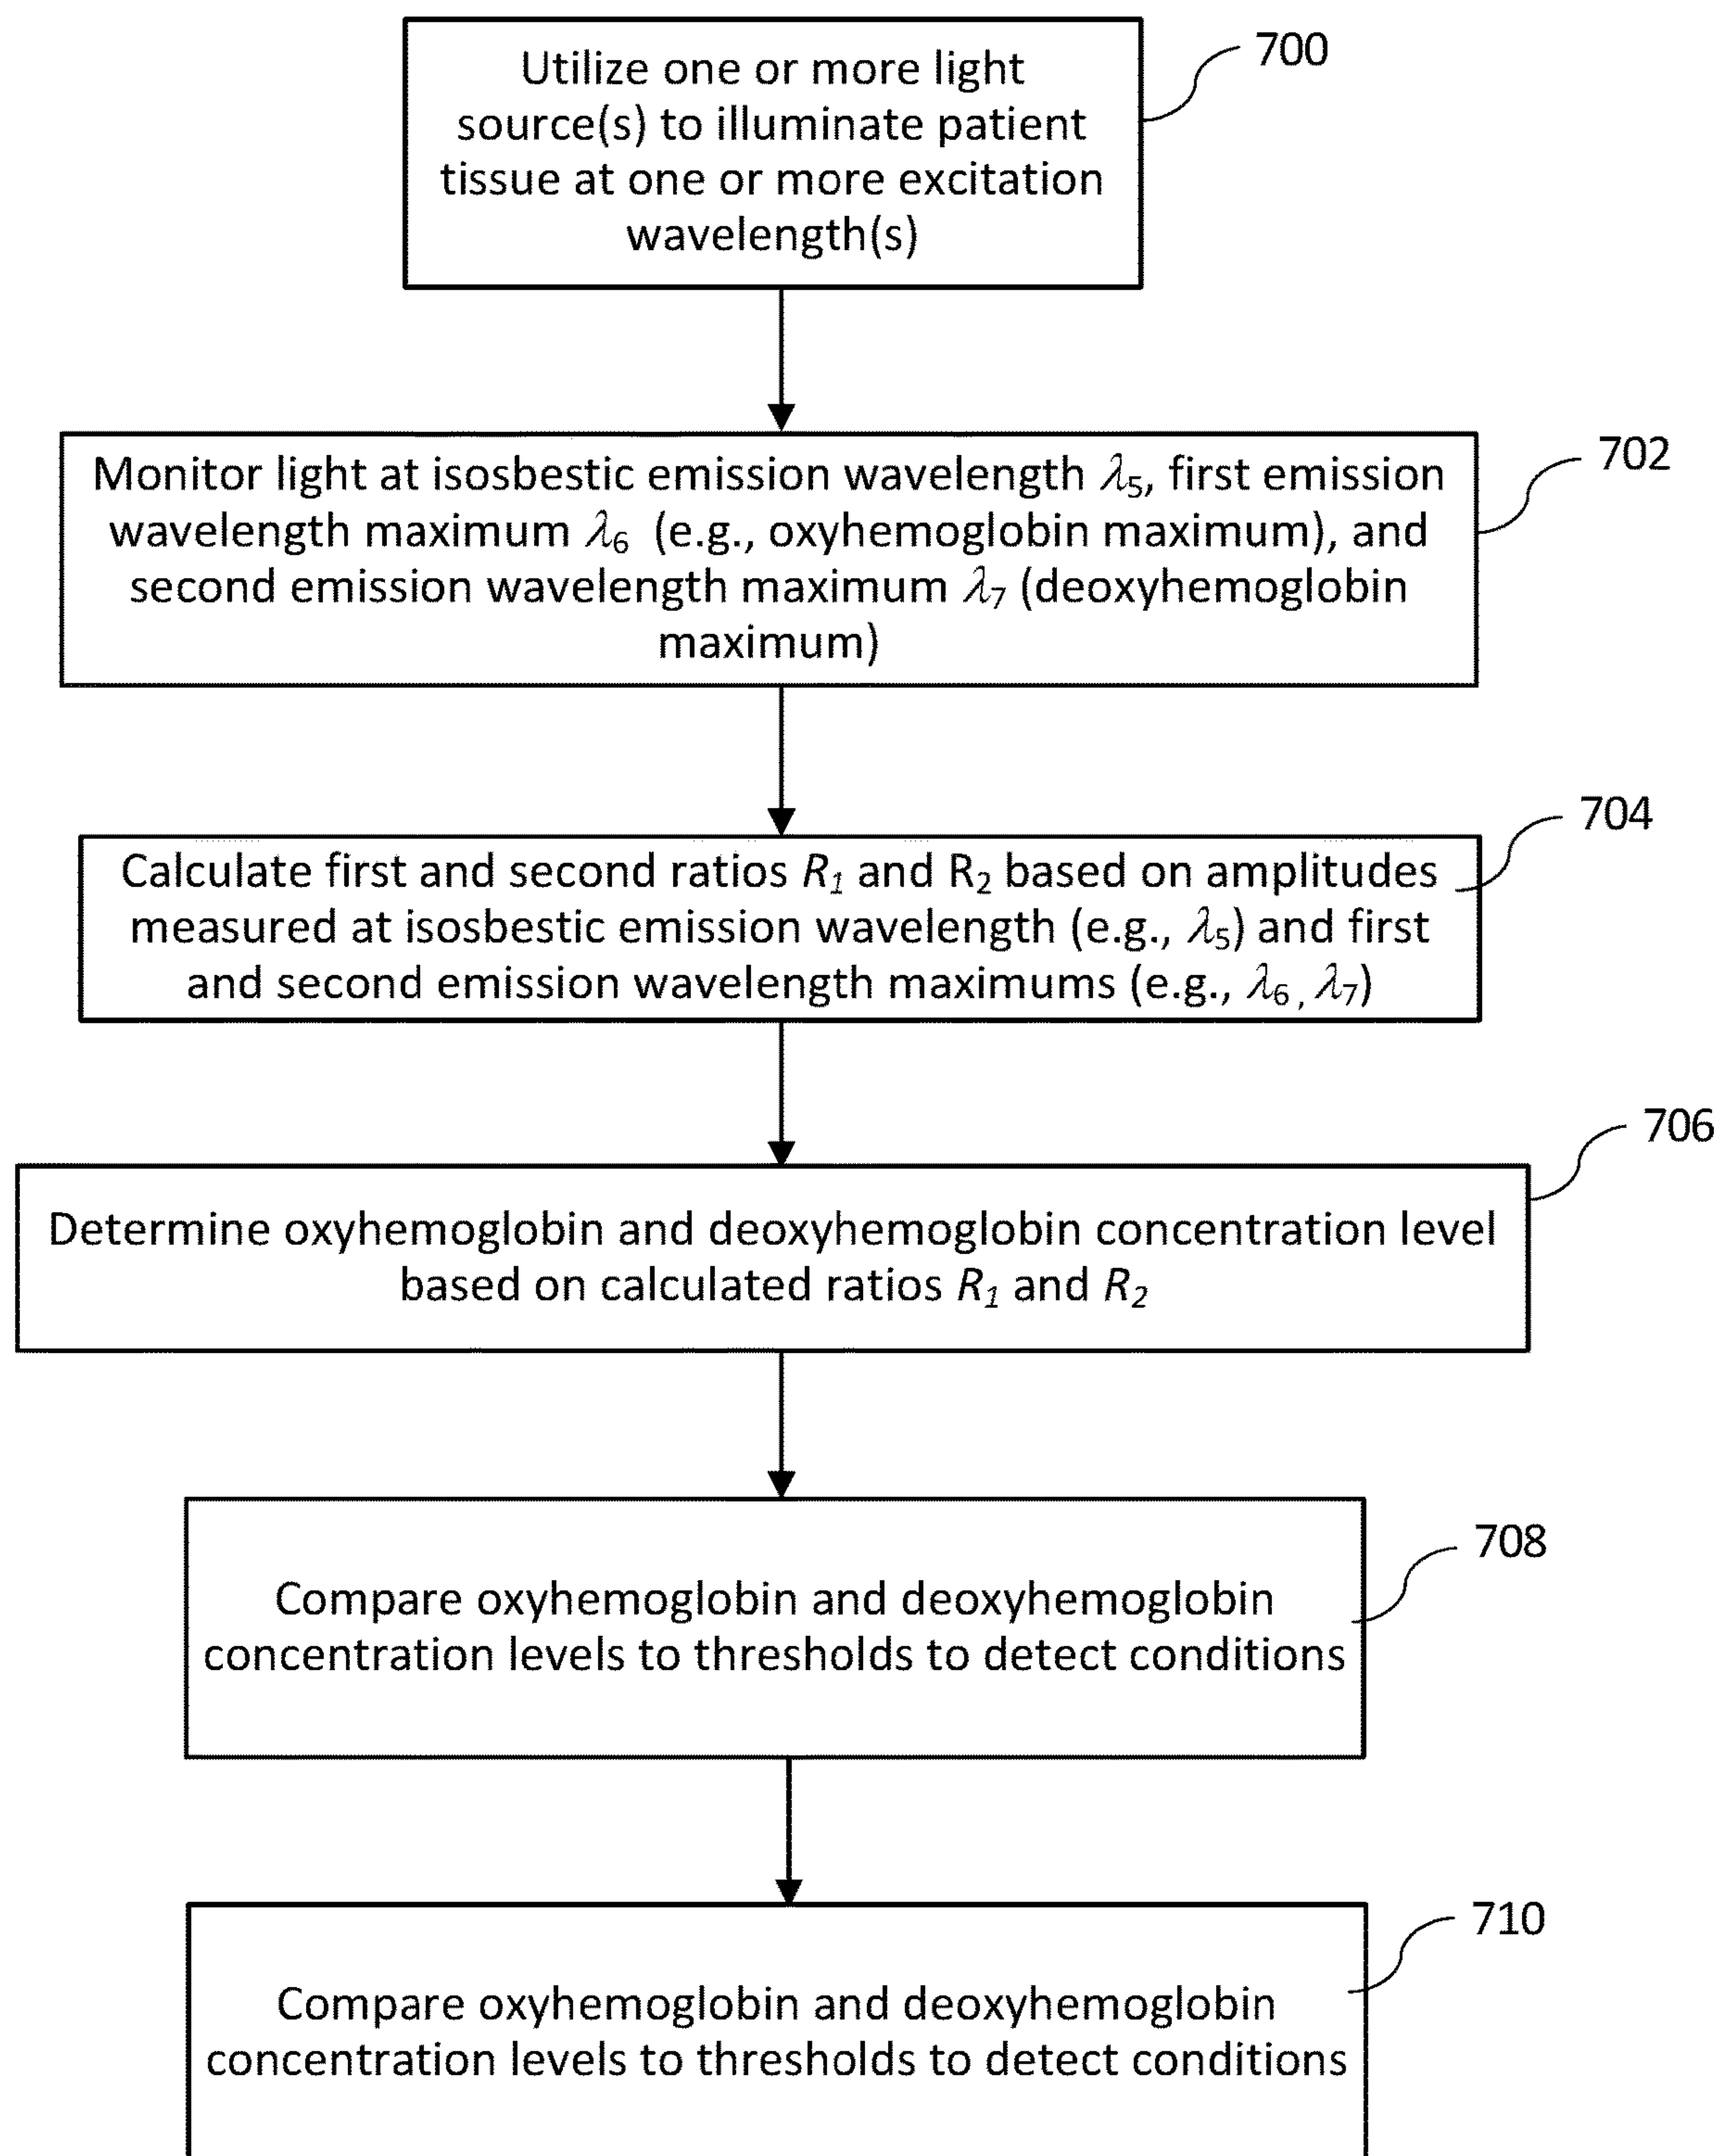 700
Utilize one or more light
source(s) to illuminate patient
tissue at one or more excitation
wavelength(s)
702
Monitor light at isosbestic emission wavelength λ₅, first emission
wavelength maximum λ₆ (e.g., oxyhemoglobin maximum), and
second emission wavelength maximum λ₇ (deoxyhemoglobin
maximum)
704
Calculate first and second ratios R₁ and R₂ based on amplitudes
measured at isosbestic emission wavelength (e.g., λ₅) and first
and second emission wavelength maximums (e.g., λ₆ , λ₇)
706
Determine oxyhemoglobin and deoxyhemoglobin concentration level
based on calculated ratios R₁ and R₂
708
Compare oxyhemoglobin and deoxyhemoglobin
concentration levels to thresholds to detect conditions
710
Compare oxyhemoglobin and deoxyhemoglobin
concentration levels to thresholds to detect conditions